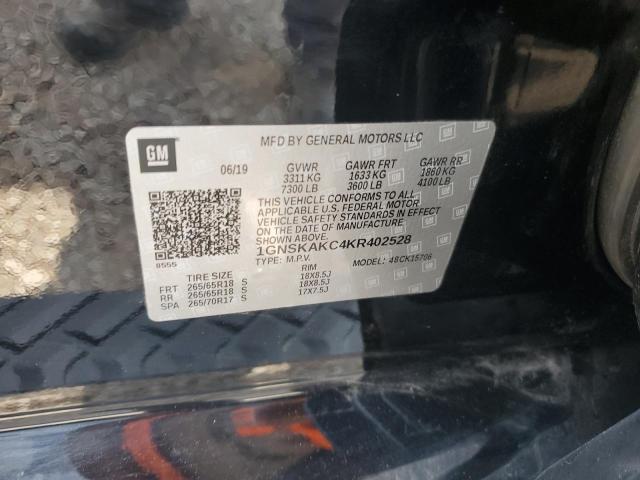 GM
MFD BY GENERAL MOTORS LLC
06/19 GVWR GAWR FRT GAWR RR
3311 KG 1633 KG 1860 KG
7300 LB 3600 LB 4100 LB
THIS VEHICLE CONFORMS TO ALL
APPLICABLE U.S. FEDERAL MOTOR
VEHICLE SAFETY STANDARDS IN EFFECT
ON THE DATE OF MANUFACTURE
SHOWN ABOVE.
1GNSKAKC4KR402528
8555 TYPE: M.P.V. MODEL: 48CK15706
TIRE SIZE RIM
FRT 265/65R18 S 18X8.5J
RR 265/65R18 S 18X8.5J
SPA 265/70R17 S 17X7.5J